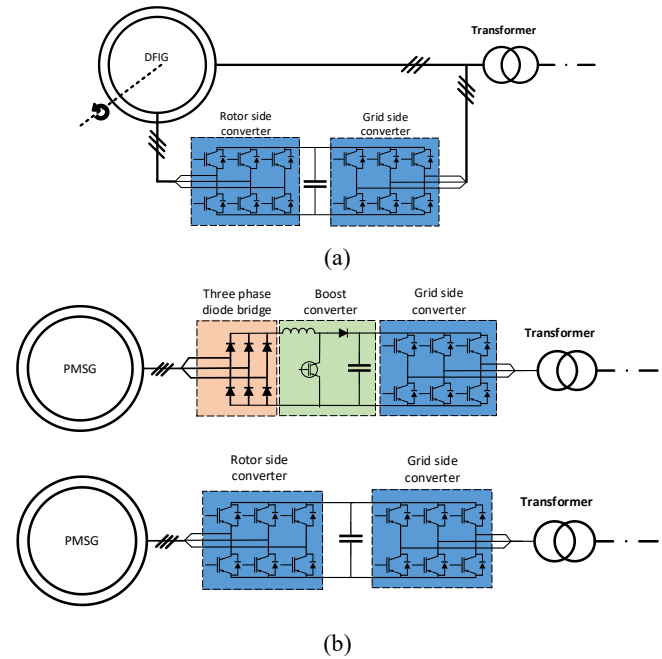 Transformer
DFIG
Rotor side
converter
Grid side
converter
(a)
Three phase
diode bridge
Boost
converter
Grid side
converter
Transformer
PMSG
Rotor side
converter
Grid side
converter
Transformer
PMSG
(b)